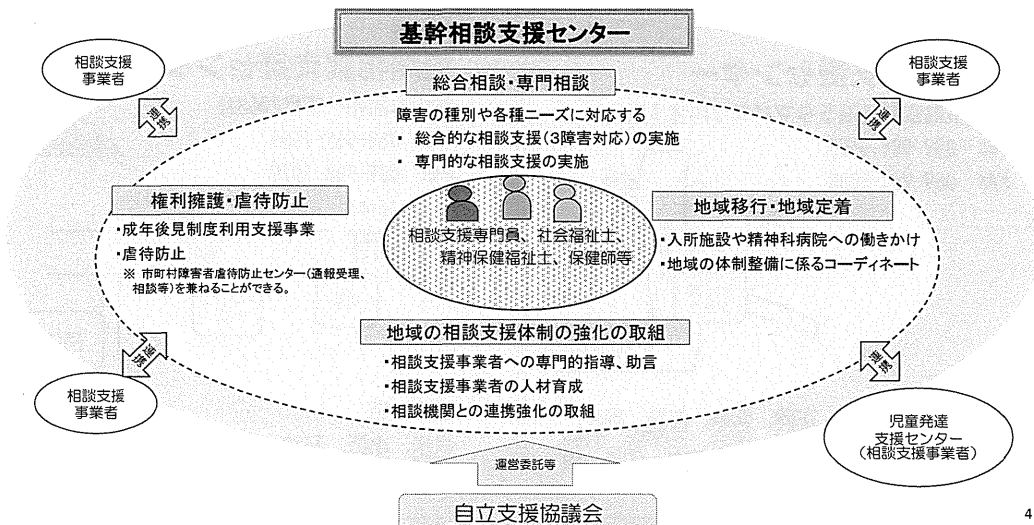 基幹相談支援センター
相談支援
事業者
相談支援
事業者
連携
連携
総合相談・専門相談
障害の種別や各種ニーズに対応する
・ 総合的な相談支援(3障害対応)の実施
・ 専門的な相談支援の実施
権利擁護・虐待防止
・成年後見制度利用支援事業
・虐待防止
※ 市町村障害者虐待防止センター(通報受理、
相談等)を兼ねることができる。
相談支援専門員、社会福祉士、
精神保健福祉士、保健師等
地域移行・地域定着
・入所施設や精神科病院への働きかけ
・地域の体制整備に係るコーディネート
地域の相談支援体制の強化の取組
・相談支援事業者への専門的指導、助言
・相談支援事業者の人材育成
・相談機関との連携強化の取組
連携
連携
相談支援
事業者
児童発達
支援センター
(相談支援事業者)
運営委託等
自立支援協議会
4